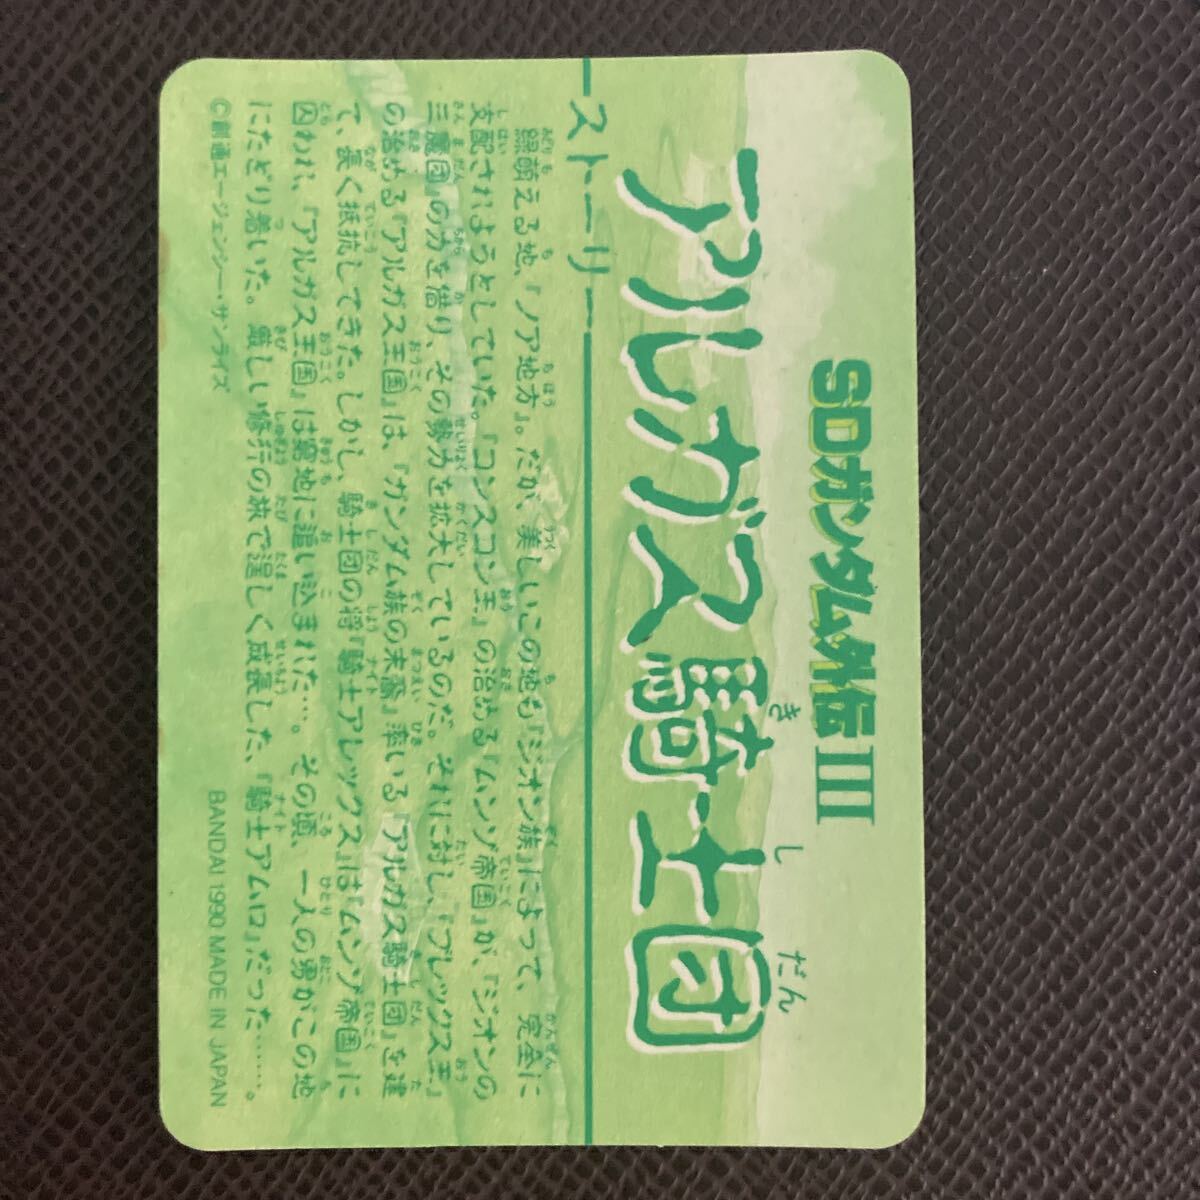 SDガンダム外伝III
アルガス騎士団
きしだん
ーストーリー
緑萌える地、『ノア地方』。だが、美しいこの地も『ジオン族』によって、完全に
支配されようとしていた。『コンスコン王』の治める『ムンゾ帝国』が、『ジオンの
三魔団』の力を借り、その勢力を拡大しているのだ。それに対し、『ブレックス王』
の治める『アルガス王国』は、『ガンダム族の末裔』率いる『アルガス騎士団』を建
て、長く抵抗してきた。しかし、騎士団の将『騎士アレックス』は『ムンゾ帝国』に
囚われ、『アルガス王国』は窮地に追い込まれた…。その頃、一人の男がこの地
にたどり着いた。厳しい修行の旅で逞しく成長した、『騎士アムロ』だった……。
©創通エージェンシー・サンライズ
BANDAI 1990 MADE IN JAPAN